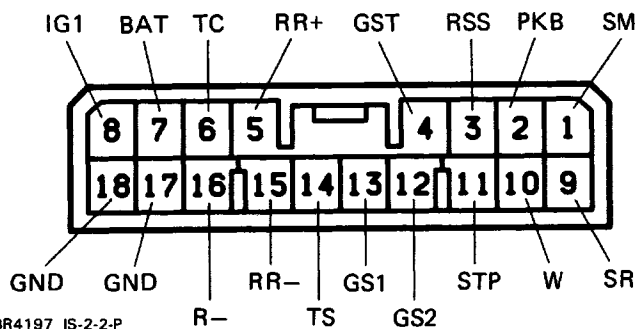 IG1 BAT TC RR+ GST RSS PKB SM
8 7 6 5 4 3 2 1
18 17 16 15 14 13 12 11 10 9
GND GND RR− GS1 STP W SR
R− TS GS2
BR4197 IS-2-2-P